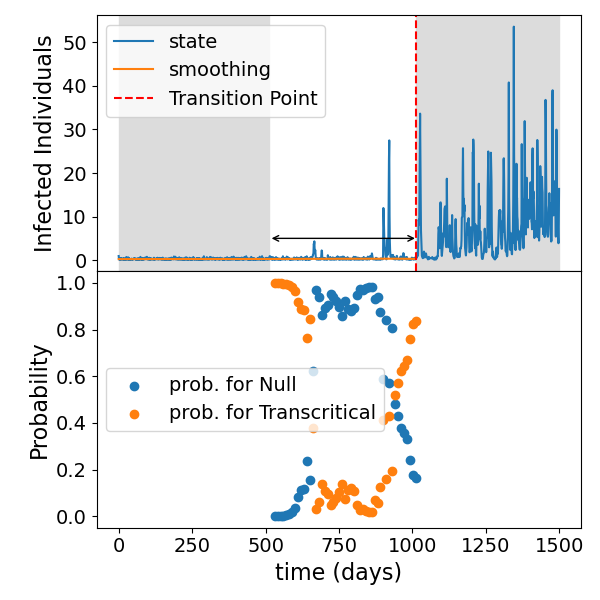 Infected Individuals
50
40
30
20
10
0
state
smoothing
Transition Point
Probability
1.0
0.8
0.6
0.4
0.2
0.0
prob. for Null
prob. for Transcritical
0 250 500 750 1000 1250 1500
time (days)